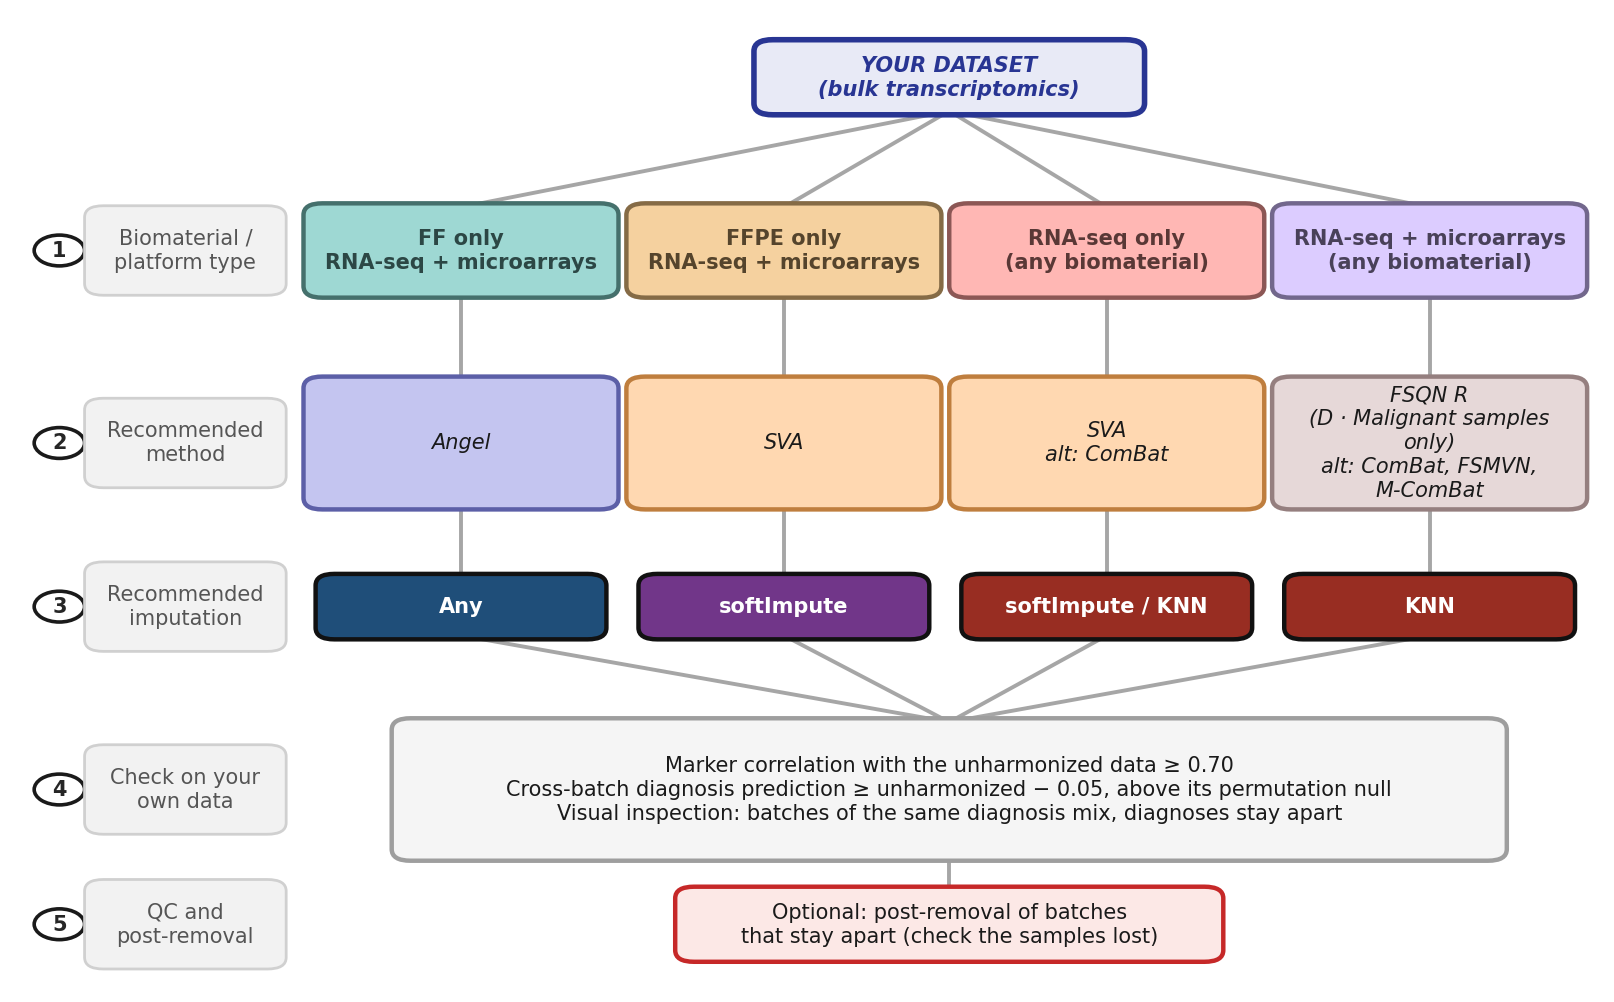 YOUR DATASET
(bulk transcriptomics)
1
Biomaterial /
platform type
FF only
RNA-seq + microarrays
FFPE only
RNA-seq + microarrays
RNA-seq only
(any biomaterial)
RNA-seq + microarrays
(any biomaterial)
2
Recommended
method
Angel
SVA
SVA
alt: ComBat
FSQN R
(D · Malignant samples
only)
alt: ComBat, FSMVN,
M-ComBat
3
Recommended
imputation
Any
softImpute
softImpute / KNN
KNN
4
Check on your
own data
Marker correlation with the unharmonized data ≥ 0.70
Cross-batch diagnosis prediction ≥ unharmonized − 0.05, above its permutation null
Visual inspection: batches of the same diagnosis mix, diagnoses stay apart
5
QC and
post-removal
Optional: post-removal of batches
that stay apart (check the samples lost)